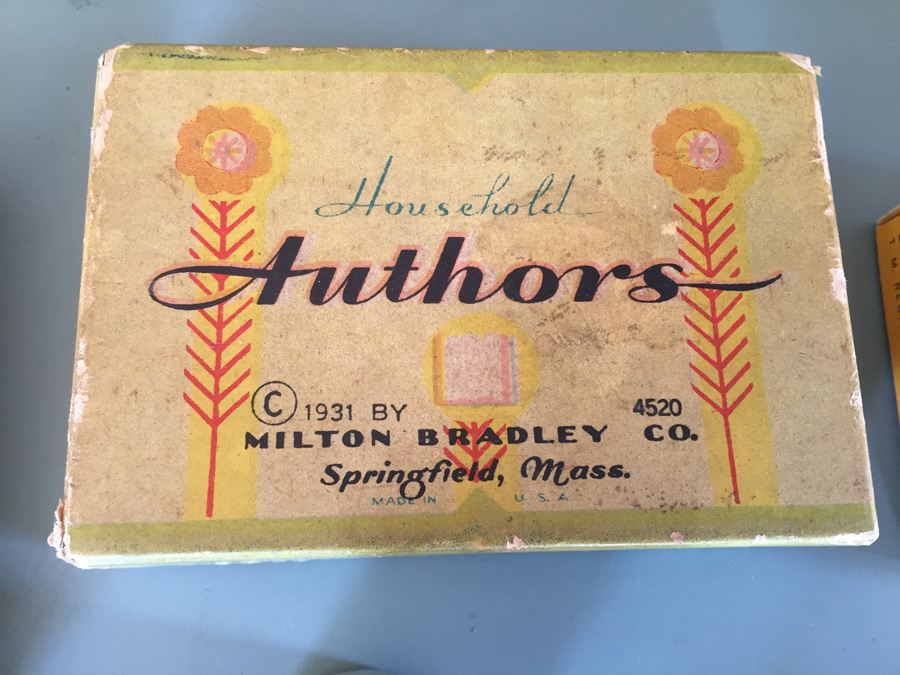 Household
Authors
© 1931 BY 4520
MILTON BRADLEY CO.
Springfield, Mass.
MADE IN U. S. A.